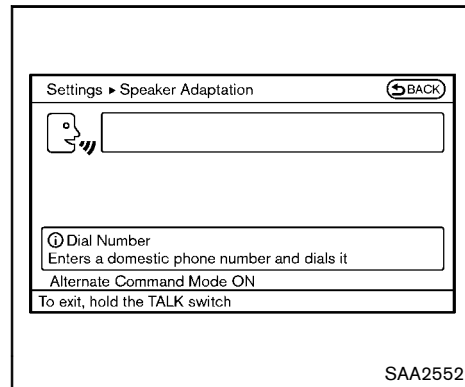 Settings ▸ Speaker Adaptation BACK
Dial Number
Enters a domestic phone number and dials it
Alternate Command Mode ON
To exit, hold the TALK switch
SAA2552